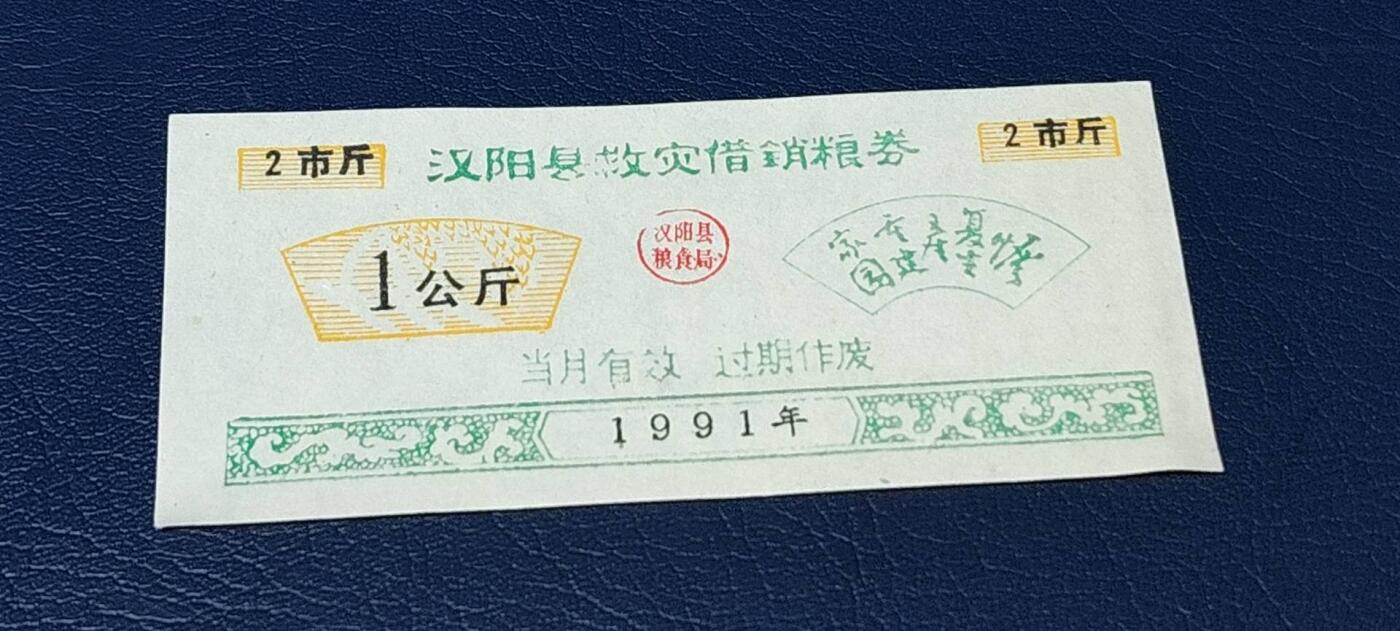 2市斤
汉阳县救灾借銷粮券
2市斤
1公斤
汉阳县
粮食局
当月有效 过期作废
1991年